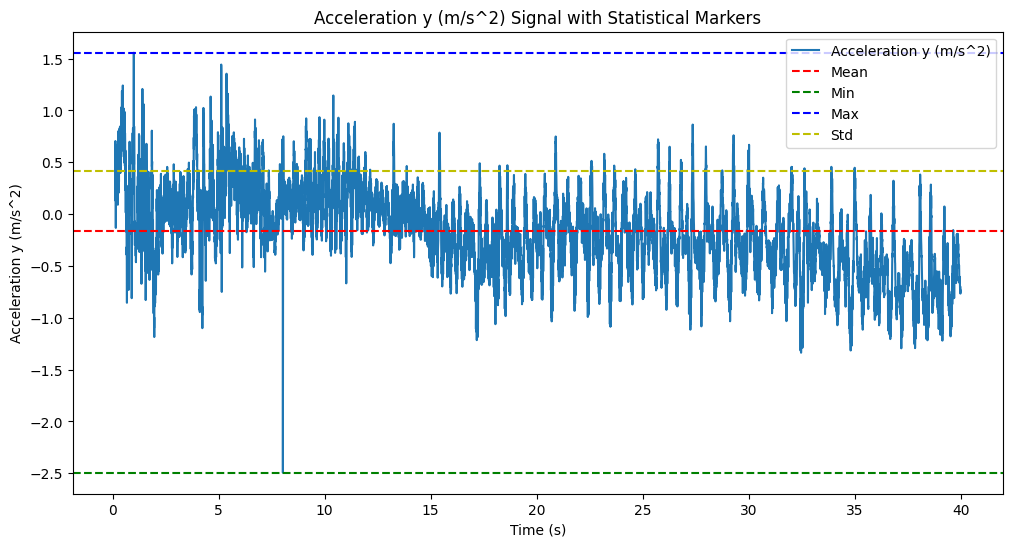 Acceleration y (m/s^2) Signal with Statistical Markers
Acceleration y (m/s^2)
Mean
Min
Max
Std
1.5
1.0
0.5
0.0
−0.5
−1.0
−1.5
−2.0
−2.5
Acceleration y (m/s^2)
0 5 10 15 20 25 30 35 40
Time (s)